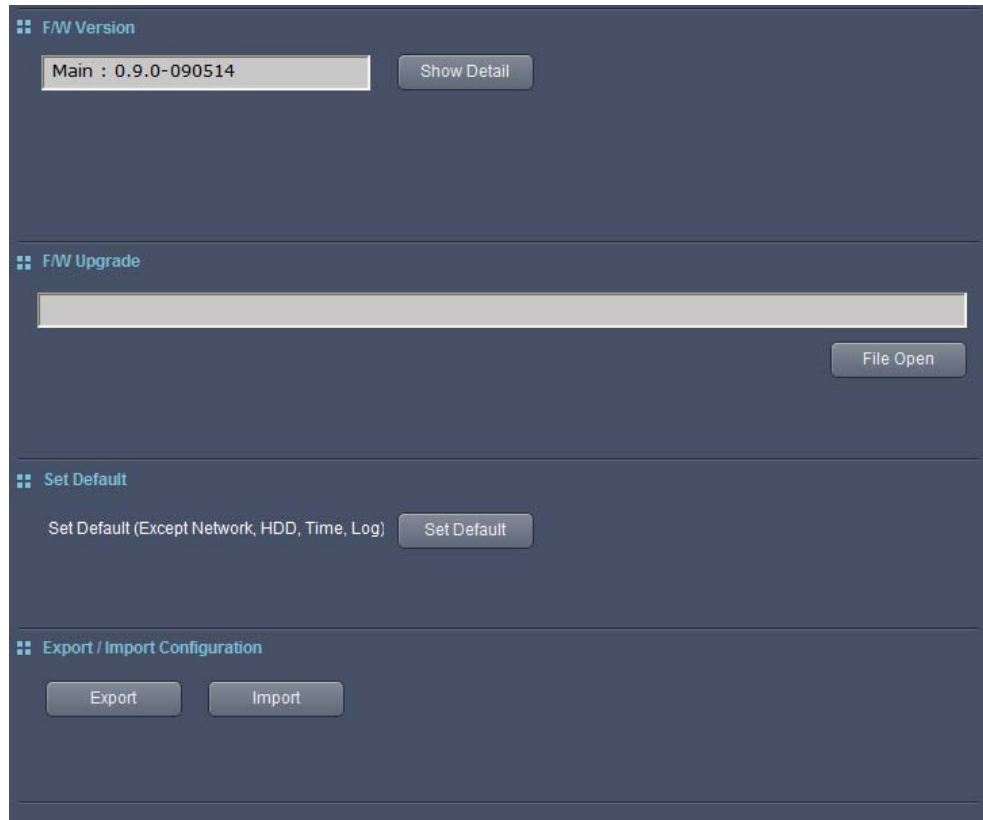 F/W Version
Main : 0.9.0-090514 Show Detail
F/W Upgrade
File Open
Set Default
Set Default (Except Network, HDD, Time, Log) Set Default
Export / Import Configuration
Export Import